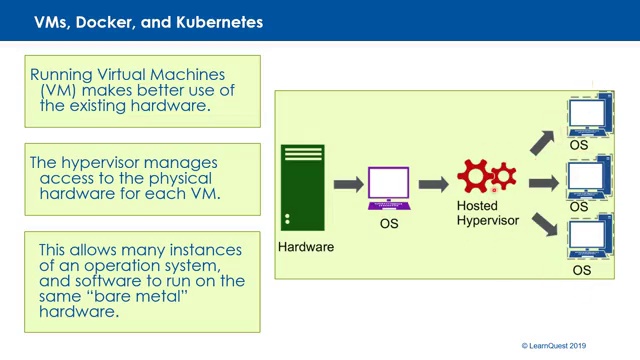 VMs, Docker, and Kubernetes
Running Virtual Machines
(VM) makes better use of
the existing hardware.
The hypervisor manages
access to the physical
hardware for each VM.
This allows many instances
of an operation system,
and software to run on the
same “bare metal”
hardware.
Hardware
OS
Hosted
Hypervisor
OS
OS
OS
© LearnQuest 2019